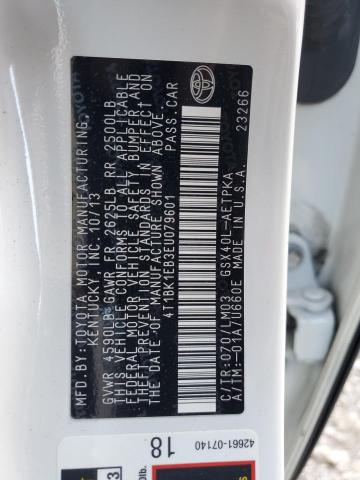 MFD.BY:TOYOTA MOTOR MANUFACTURING,
KENTUCKY, INC. 10/13
GVWR 4590LB GAWR FR 2625LB RR 2500LB
THIS VEHICLE CONFORMS TO ALL APPLICABLE
FEDERAL MOTOR VEHICLE SAFETY, BUMPER, AND
THEFT PREVENTION STANDARDS IN EFFECT ON
THE DATE OF MANUFACTURE SHOWN ABOVE.
4T1BK1EB3EU079601 PASS.CAR
C/TR:070/LM03 GSX40L-AETPKA
A/TM:-01A/U660E MADE IN U.S.A.
23266
TOYOTA
42661-07140
18
3